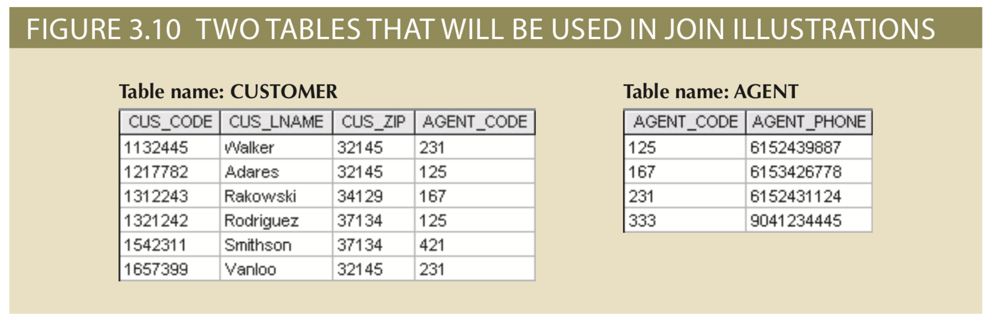 FIGURE 3.10 TWO TABLES THAT WILL BE USED IN JOIN ILLUSTRATIONS
Table name: CUSTOMER
CUS_CODE CUS_LNAME CUS_ZIP AGENT_CODE
1132445 Walker 32145 231
1217782 Adares 32145 125
1312243 Rakowski 34129 167
1321242 Rodriguez 37134 125
1542311 Smithson 37134 421
1657399 Vanloo 32145 231
Table name: AGENT
AGENT_CODE AGENT_PHONE
125 6152439887
167 6153426778
231 6152431124
333 9041234445